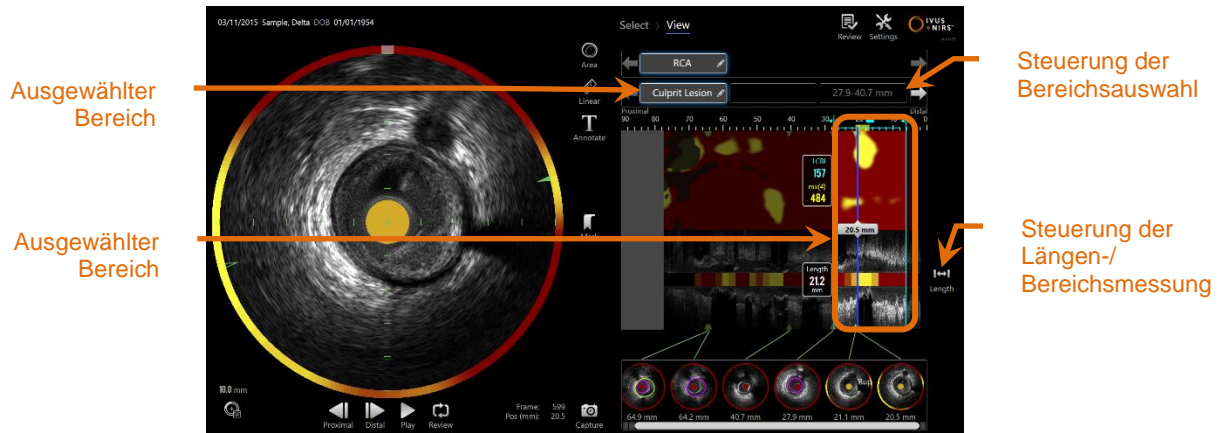 03/11/2015 Sample, Delta DOB 01/01/1954
Select > View
Review
Settings
IVUS
+NIRS
Area
Linear
Annotate
RCA
Culprit Lesion
27.9-40.7 mm
Proximal
Distal
90 80 70 60 50 40 30 20 10 0
LCBI
157
mx(4)
484
20.5 mm
Length
21.2
mm
Length
64.9 mm 64.2 mm 40.7 mm 27.9 mm 21.1 mm 20.5 mm
Rup
10.0 mm
Proximal Distal Play Review
Frame: 599
Pos (mm): 20.5
Capture
Ausgewählter
Bereich
Ausgewählter
Bereich
Steuerung der
Bereichsauswahl
Steuerung der
Längen-/
Bereichsmessung